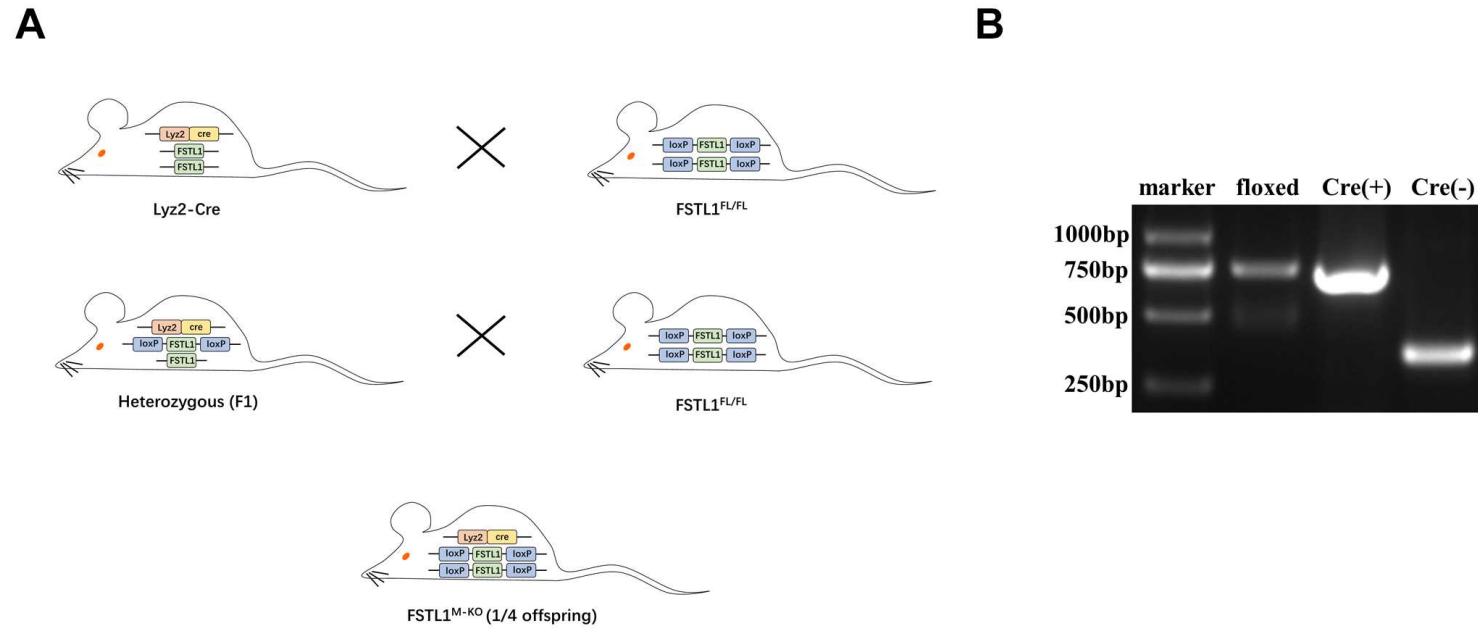 A
B
Lyz2 cre
FSTL1
FSTL1
Lyz2-Cre
loxP FSTL1 loxP
loxP FSTL1 loxP
FSTL1FL/FL
Lyz2 cre
loxP FSTL1 loxP
FSTL1
Heterozygous (F1)
loxP FSTL1 loxP
loxP FSTL1 loxP
FSTL1FL/FL
Lyz2 cre
loxP FSTL1 loxP
loxP FSTL1 loxP
FSTL1M-KO (1/4 offspring)
marker floxed Cre(+) Cre(-)
1000bp
750bp
500bp
250bp